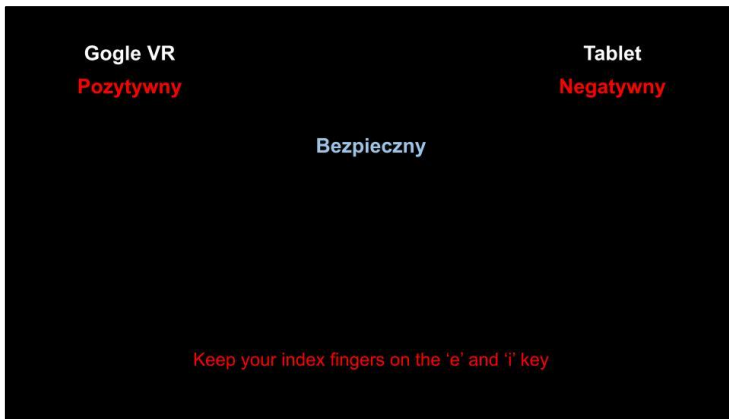 Gogle VR
Tablet
Pozytywny
Negatywny
Bezpieczny
Keep your index fingers on the ‘e’ and ‘i’ key